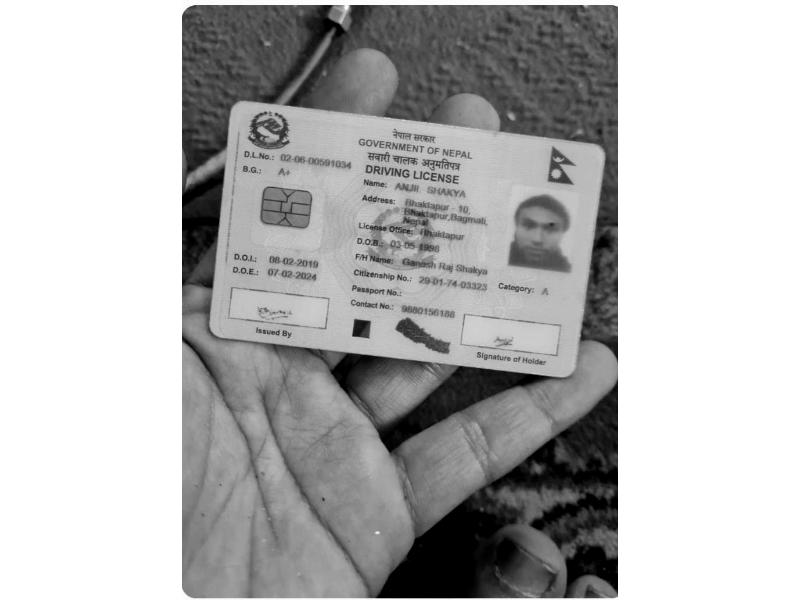 नेपाल सरकार
GOVERNMENT OF NEPAL
सवारी चालक अनुमतिपत्र
DRIVING LICENSE
D.L.No.: 02-06-00591034
B.G.: A+
Name: ANJII SHAKYA
Address: Bhaktapur - 10,
Bhaktapur,Bagmati,
Nepal
License Office: Bhaktapur
D.O.B.: 03-05-1998
F/H Name: Ganesh Raj Shakya
D.O.I.: 08-02-2019
D.O.E.: 07-02-2024
Citizenship No.: 29-01-74-03323
Category: A
Passport No.:
Contact No.: 9880156188
Issued By
Signature of Holder